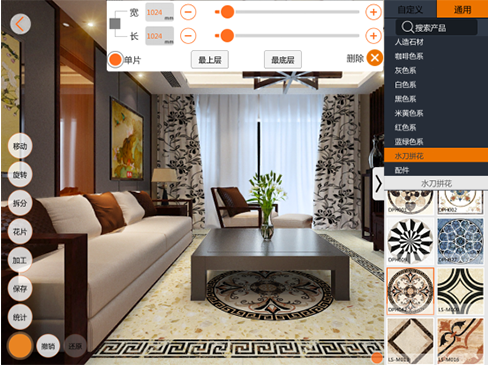 宽 1024 mm
长 1024 mm
单片 最上层 最底层 删除
移动
旋转
拆分
花片
加工
保存
统计
撤销 还原
自定义 通用
搜索产品
人造石材
咖啡色系
灰色系
白色系
黑色系
米黄色系
红色系
蓝绿色系
水刀拼花
配件
水刀拼花